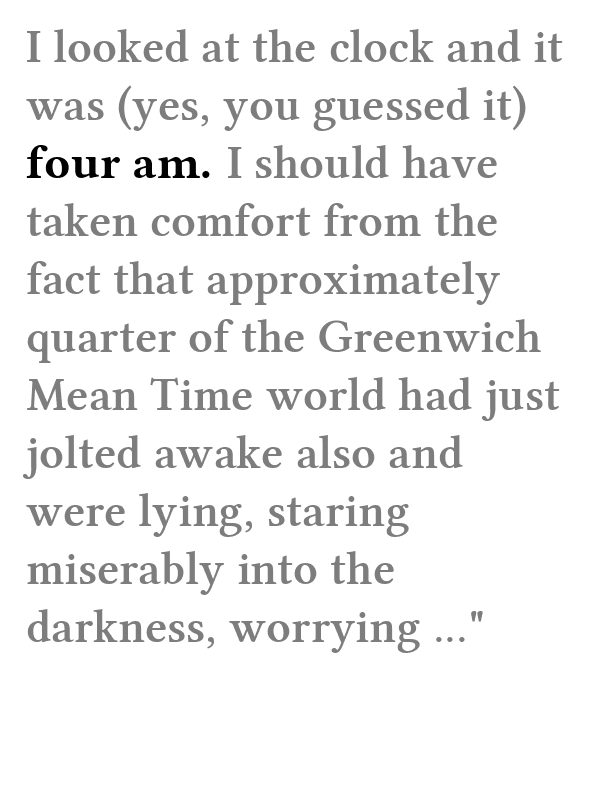 I looked at the clock and it
was (yes, you guessed it)
four am. I should have
taken comfort from the
fact that approximately
quarter of the Greenwich
Mean Time world had just
jolted awake also and
were lying, staring
miserably into the
darkness, worrying ..."